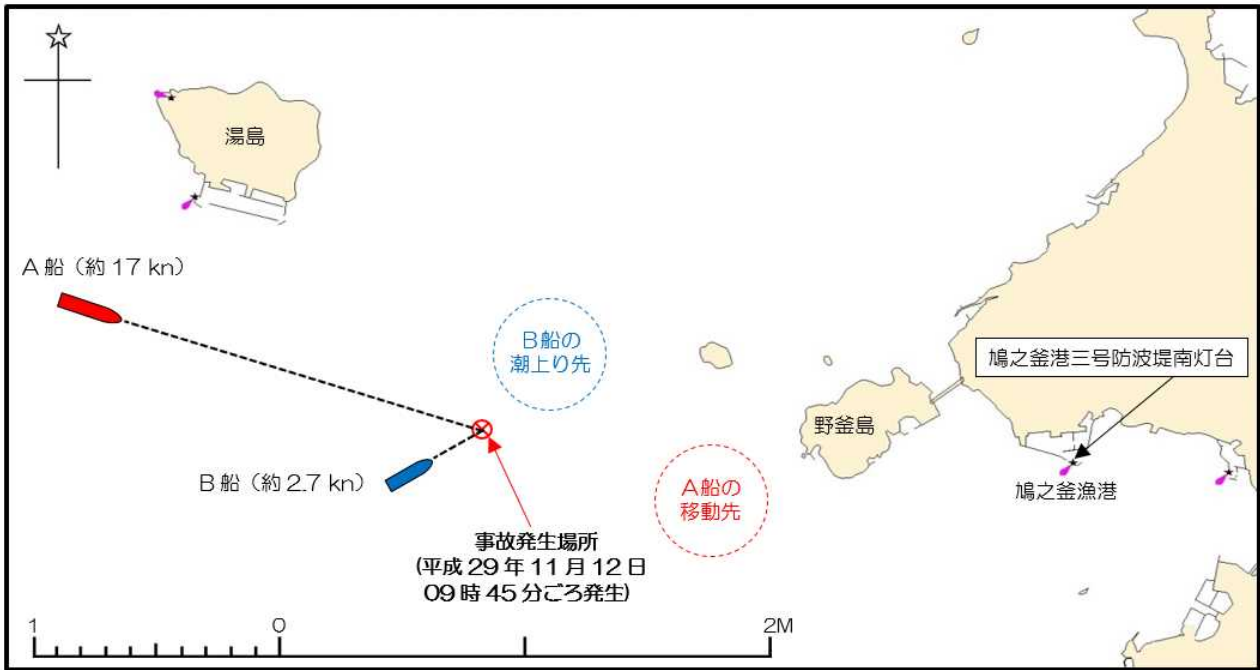 湯島
A船（約17 kn）
B船の
潮上り先
鳩之釜港三号防波堤南灯台
野釜島
B船（約2.7 kn）
A船の
移動先
鳩之釜漁港
事故発生場所
(平成29年11月12日
09時45分ごろ発生)
1 0 2M